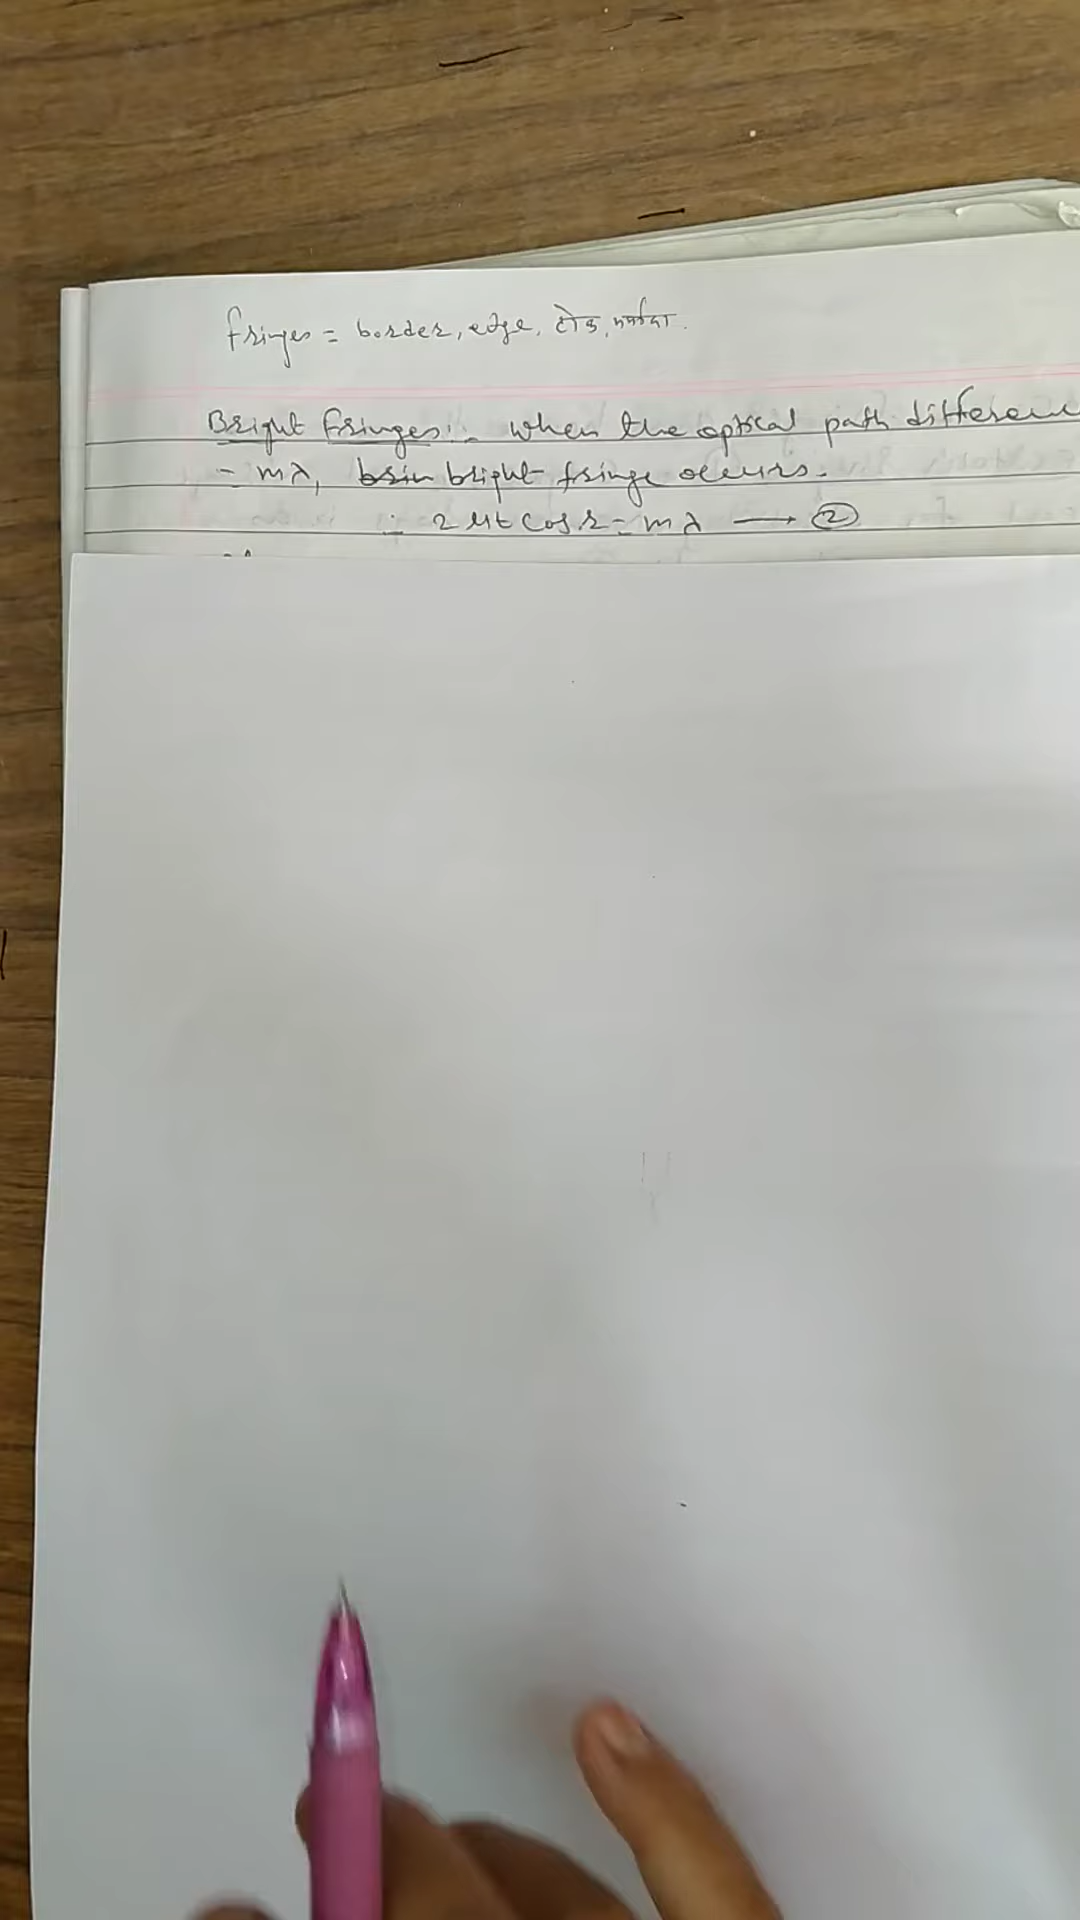 fringes = border, edge, टोक, मर्यादा.
Bright fringes:- when the optical path differen
= mλ, brin bright fringe occurs.
∴ 2μt cos r = mλ → ②